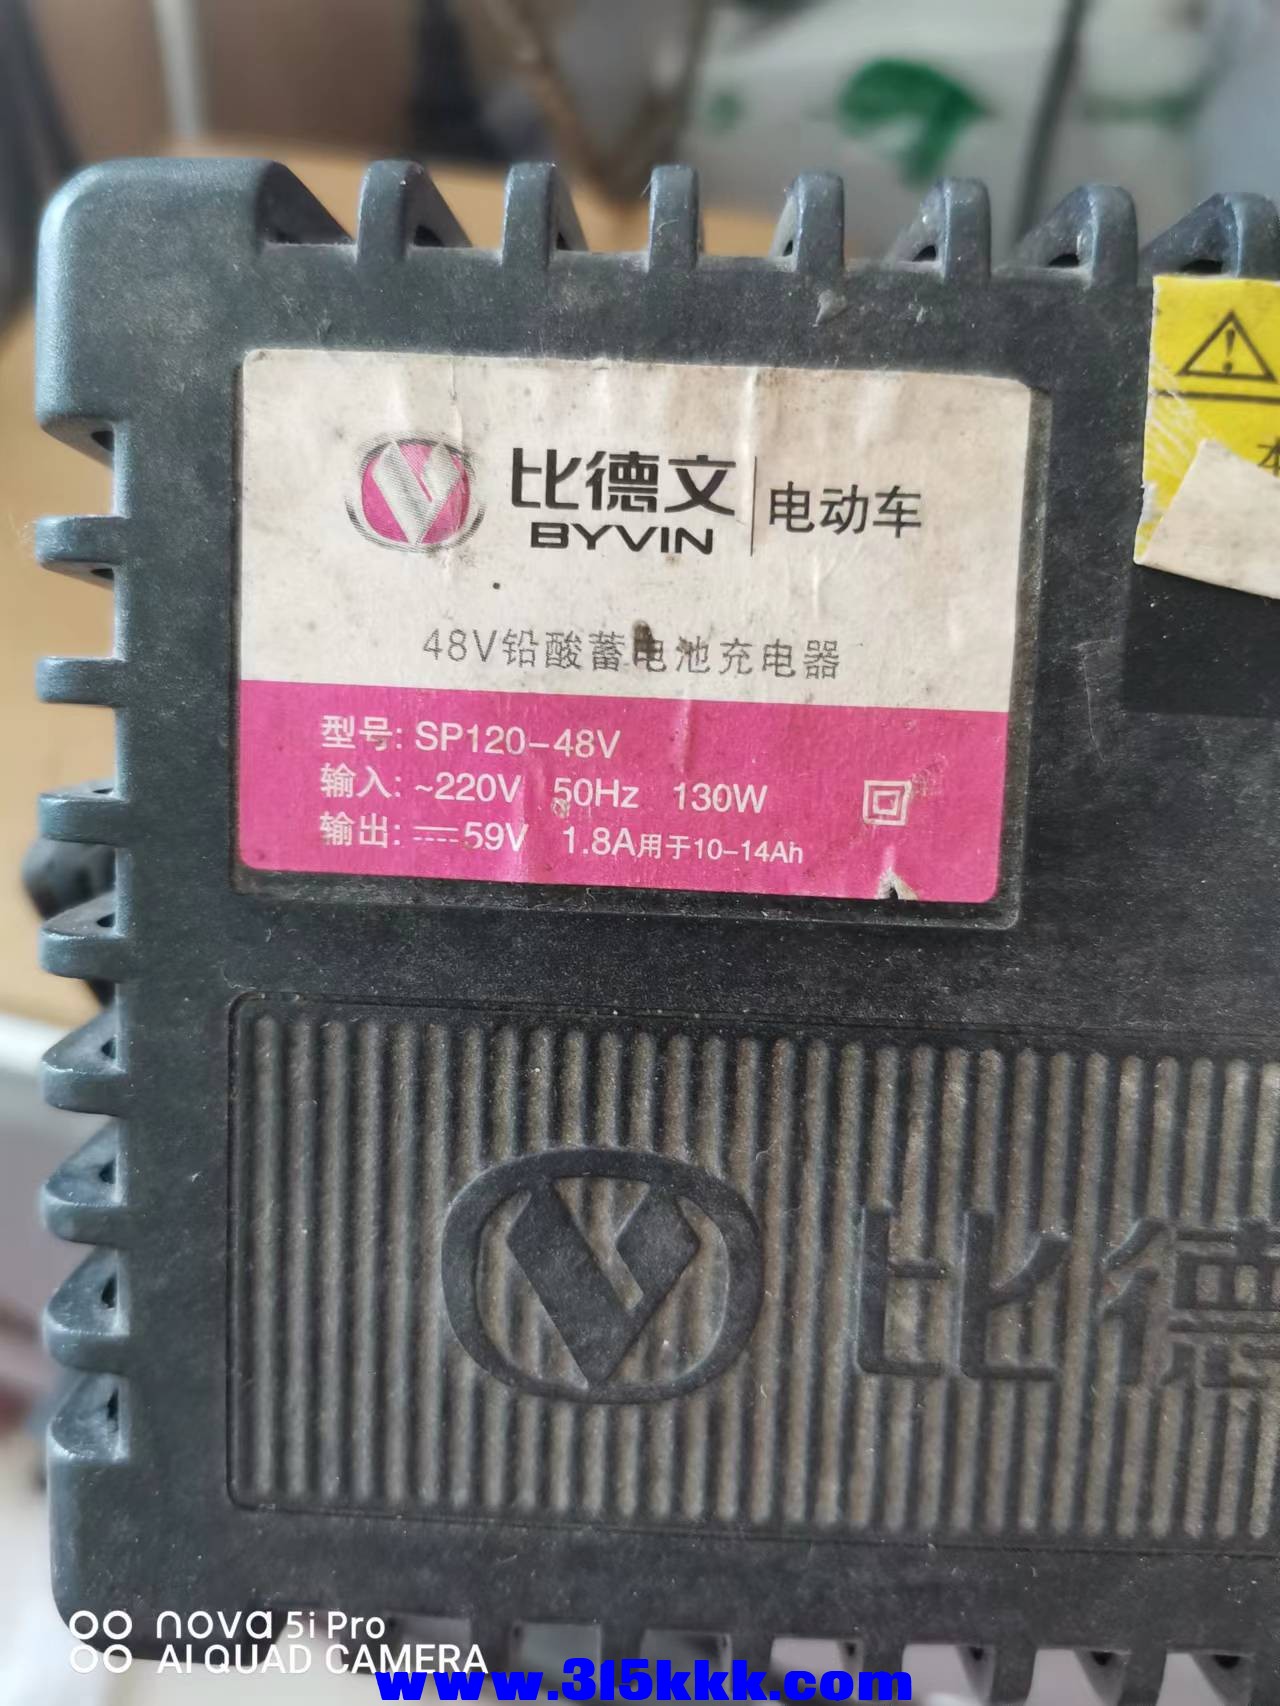 比德文
BYVIN
电动车
48V铅酸蓄电池充电器
型号: SP120-48V
输入: ~220V 50Hz 130W
输出: 59V 1.8A用于10-14Ah
本
比德
nova 5i Pro
AI QUAD CAMERA
www.315kkk.com